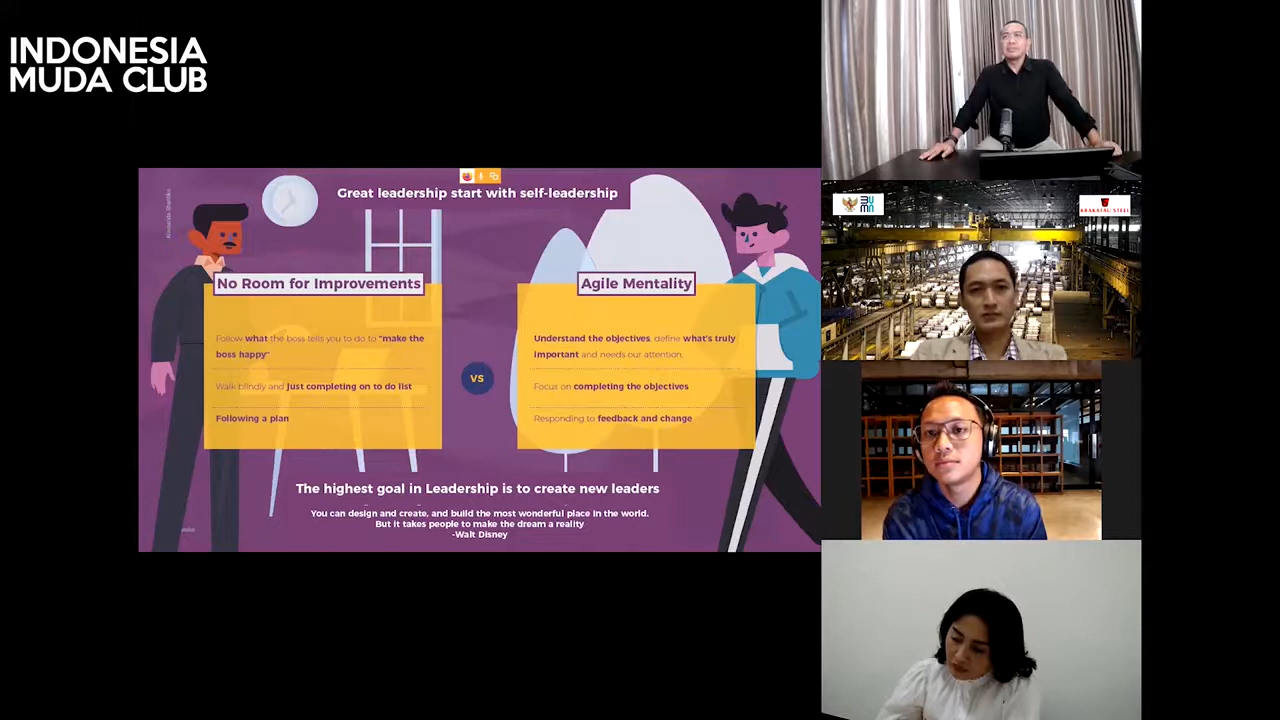 INDONESIA
MUDA CLUB
Great leadership start with self-leadership
No Room for Improvements
Follow what the boss tells you to do to "make the
boss happy"
Walk blindly and just completing on to do list
Following a plan
VS
Agile Mentality
Understand the objectives, define what's truly
important and needs our attention.
Focus on completing the objectives
Responding to feedback and change
The highest goal in Leadership is to create new leaders
You can design and create, and build the most wonderful place in the world.
But it takes people to make the dream a reality
-Walt Disney
BUMN
KRAKATAU STEEL